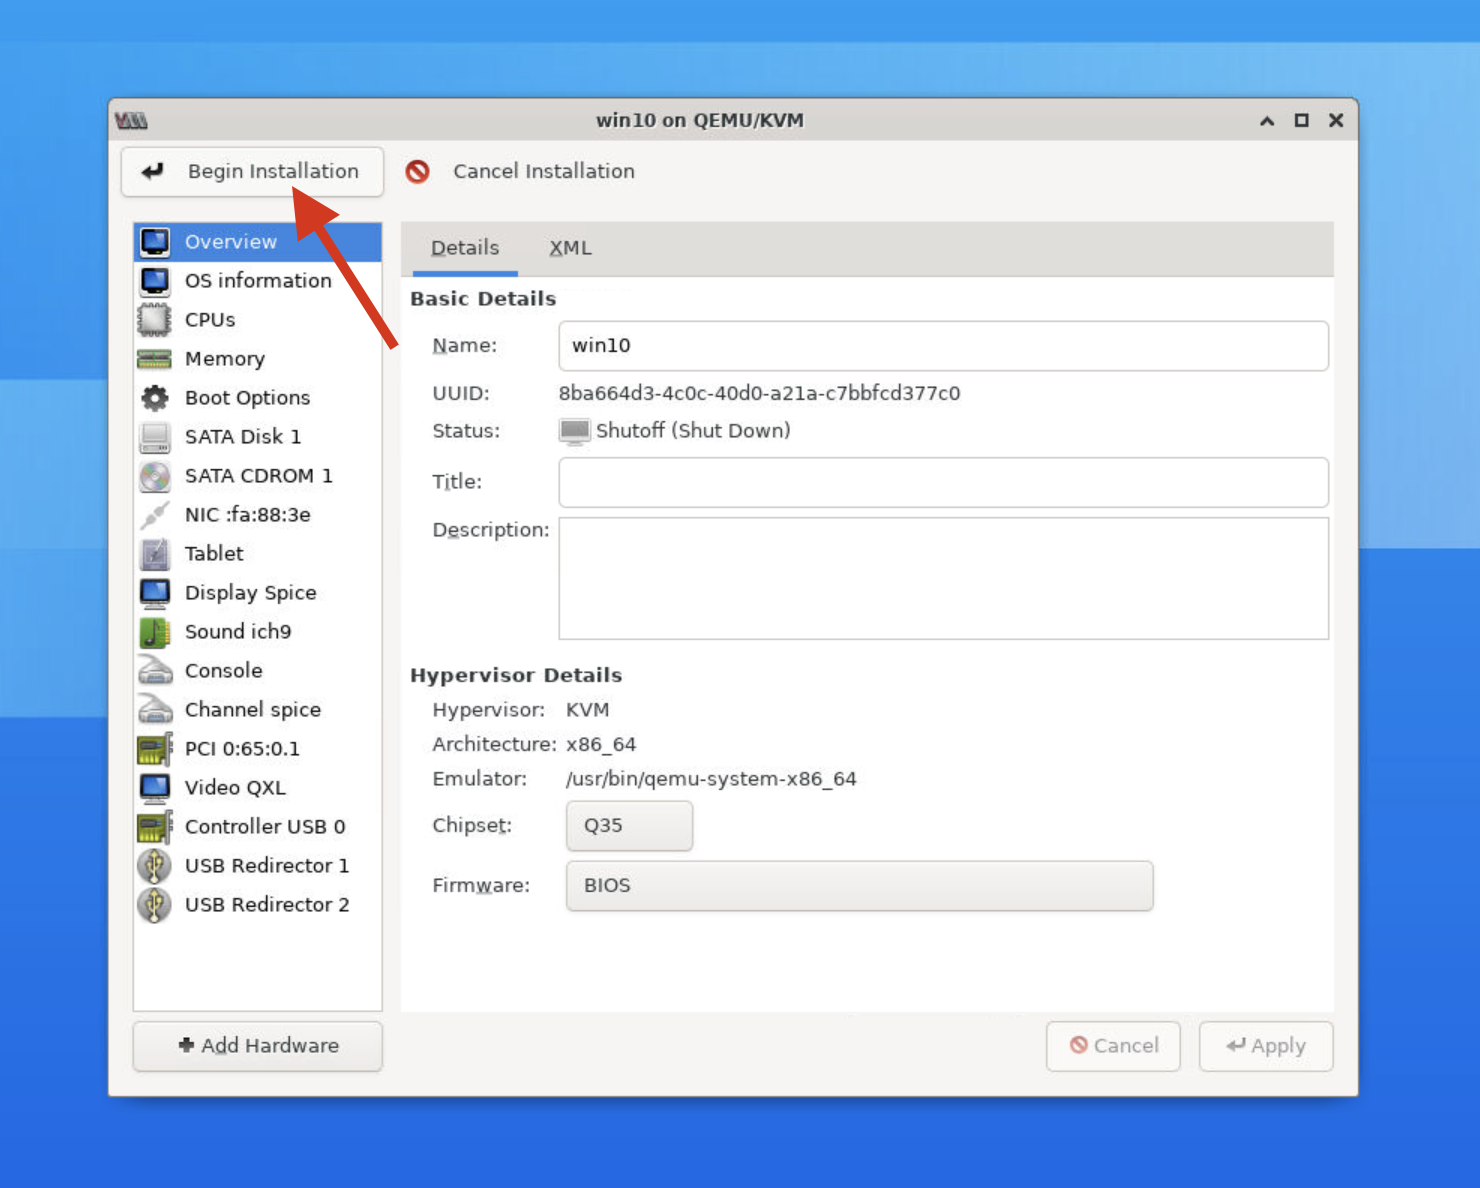 win10 on QEMU/KVM
Begin Installation
Cancel Installation
Overview
OS information
CPUs
Memory
Boot Options
SATA Disk 1
SATA CDROM 1
NIC :fa:88:3e
Tablet
Display Spice
Sound ich9
Console
Channel spice
PCI 0:65:0.1
Video QXL
Controller USB 0
USB Redirector 1
USB Redirector 2
Add Hardware
Details XML
Basic Details
Name: win10
UUID: 8ba664d3-4c0c-40d0-a21a-c7bbfcd377c0
Status: Shutoff (Shut Down)
Title:
Description:
Hypervisor Details
Hypervisor: KVM
Architecture: x86_64
Emulator: /usr/bin/qemu-system-x86_64
Chipset: Q35
Firmware: BIOS
Cancel
Apply